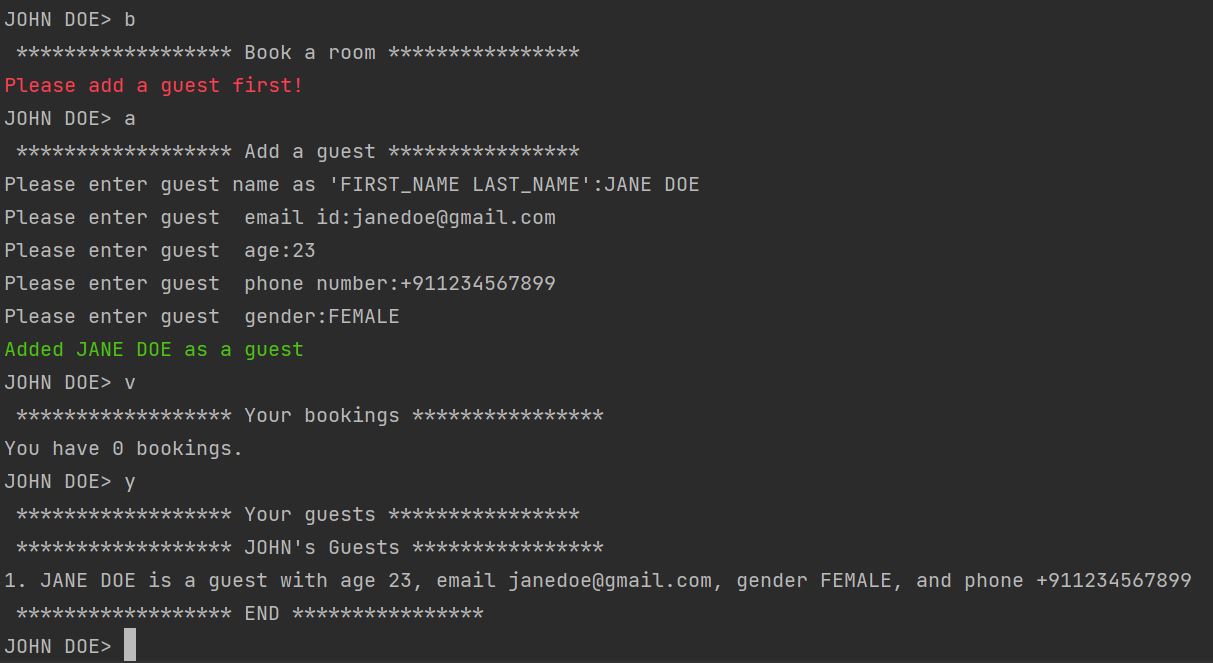 JOHN DOE> b
 ****************** Book a room ****************
Please add a guest first!
JOHN DOE> a
 ****************** Add a guest ****************
Please enter guest name as 'FIRST_NAME LAST_NAME':JANE DOE
Please enter guest  email id:janedoe@gmail.com
Please enter guest  age:23
Please enter guest  phone number:+911234567899
Please enter guest  gender:FEMALE
Added JANE DOE as a guest
JOHN DOE> v
 ****************** Your bookings ****************
You have 0 bookings.
JOHN DOE> y
 ****************** Your guests ****************
 ****************** JOHN's Guests ****************
1. JANE DOE is a guest with age 23, email janedoe@gmail.com, gender FEMALE, and phone +911234567899
 ****************** END ****************
JOHN DOE>